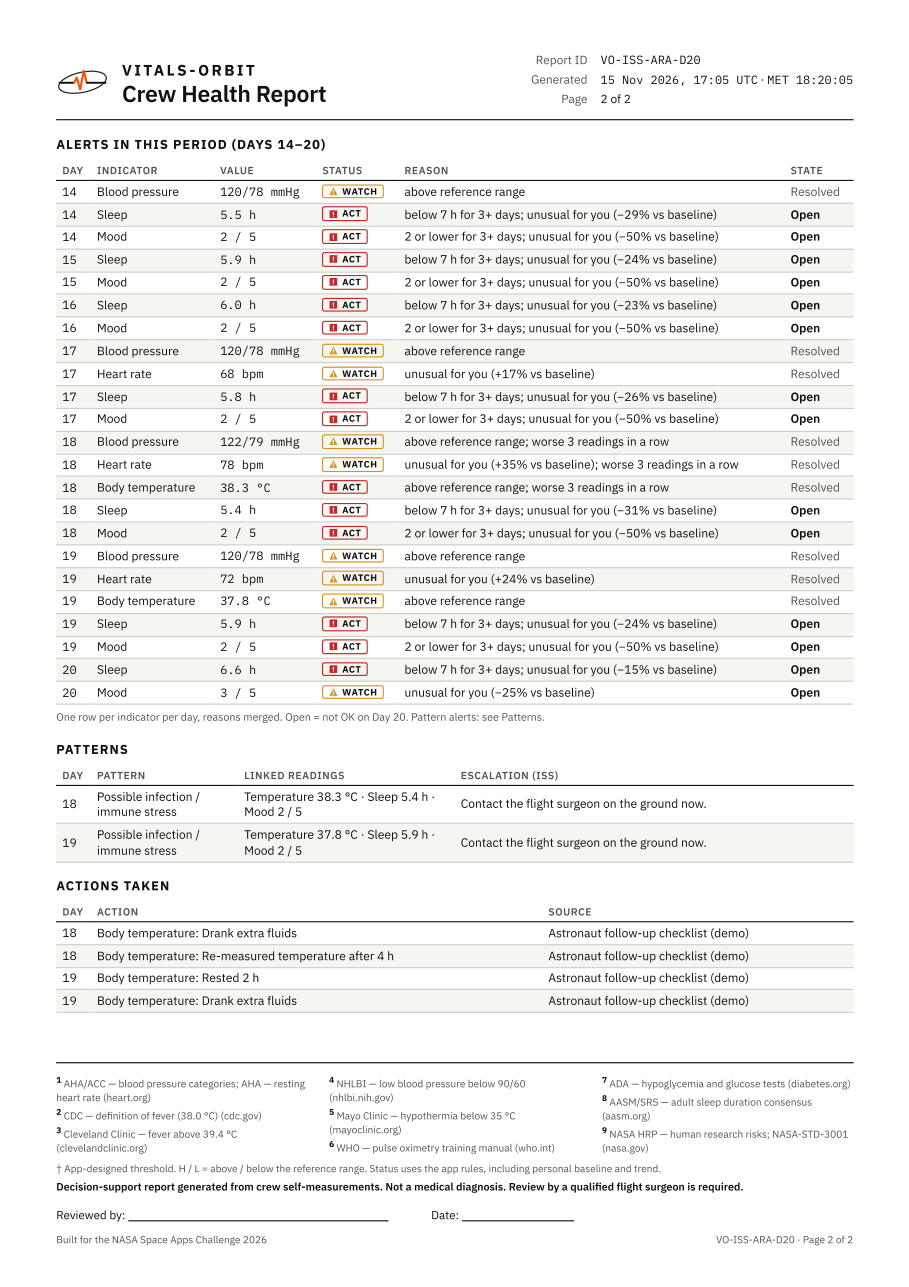 VITALS-ORBIT
Crew Health Report
Report ID VO-ISS-ARA-D20
Generated 15 Nov 2026, 17:05 UTC · MET 18:20:05
Page 2 of 2
ALERTS IN THIS PERIOD (DAYS 14–20)
DAY INDICATOR VALUE STATUS REASON STATE
14 Blood pressure 120/78 mmHg WATCH above reference range Resolved
14 Sleep 5.5 h ACT below 7 h for 3+ days; unusual for you (−29% vs baseline) Open
14 Mood 2 / 5 ACT 2 or lower for 3+ days; unusual for you (−50% vs baseline) Open
15 Sleep 5.9 h ACT below 7 h for 3+ days; unusual for you (−24% vs baseline) Open
15 Mood 2 / 5 ACT 2 or lower for 3+ days; unusual for you (−50% vs baseline) Open
16 Sleep 6.0 h ACT below 7 h for 3+ days; unusual for you (−23% vs baseline) Open
16 Mood 2 / 5 ACT 2 or lower for 3+ days; unusual for you (−50% vs baseline) Open
17 Blood pressure 120/78 mmHg WATCH above reference range Resolved
17 Heart rate 68 bpm WATCH unusual for you (+17% vs baseline) Resolved
17 Sleep 5.8 h ACT below 7 h for 3+ days; unusual for you (−26% vs baseline) Open
17 Mood 2 / 5 ACT 2 or lower for 3+ days; unusual for you (−50% vs baseline) Open
18 Blood pressure 122/79 mmHg WATCH above reference range; worse 3 readings in a row Resolved
18 Heart rate 78 bpm WATCH unusual for you (+35% vs baseline); worse 3 readings in a row Resolved
18 Body temperature 38.3 °C ACT above reference range; worse 3 readings in a row Resolved
18 Sleep 5.4 h ACT below 7 h for 3+ days; unusual for you (−31% vs baseline) Open
18 Mood 2 / 5 ACT 2 or lower for 3+ days; unusual for you (−50% vs baseline) Open
19 Blood pressure 120/78 mmHg WATCH above reference range Resolved
19 Heart rate 72 bpm WATCH unusual for you (+24% vs baseline) Resolved
19 Body temperature 37.8 °C WATCH above reference range Resolved
19 Sleep 5.9 h ACT below 7 h for 3+ days; unusual for you (−24% vs baseline) Open
19 Mood 2 / 5 ACT 2 or lower for 3+ days; unusual for you (−50% vs baseline) Open
20 Sleep 6.6 h ACT below 7 h for 3+ days; unusual for you (−15% vs baseline) Open
20 Mood 3 / 5 WATCH unusual for you (−25% vs baseline) Open
One row per indicator per day, reasons merged. Open = not OK on Day 20. Pattern alerts: see Patterns.
PATTERNS
DAY PATTERN LINKED READINGS ESCALATION (ISS)
18 Possible infection / immune stress Temperature 38.3 °C · Sleep 5.4 h · Mood 2 / 5 Contact the flight surgeon on the ground now.
19 Possible infection / immune stress Temperature 37.8 °C · Sleep 5.9 h · Mood 2 / 5 Contact the flight surgeon on the ground now.
ACTIONS TAKEN
DAY ACTION SOURCE
18 Body temperature: Drank extra fluids Astronaut follow-up checklist (demo)
18 Body temperature: Re-measured temperature after 4 h Astronaut follow-up checklist (demo)
19 Body temperature: Rested 2 h Astronaut follow-up checklist (demo)
19 Body temperature: Drank extra fluids Astronaut follow-up checklist (demo)
1 AHA/ACC — blood pressure categories; AHA — resting
heart rate (heart.org)
2 CDC — definition of fever (38.0 °C) (cdc.gov)
3 Cleveland Clinic — fever above 39.4 °C
(clevelandclinic.org)
4 NHLBI — low blood pressure below 90/60
(nhlbi.nih.gov)
5 Mayo Clinic — hypothermia below 35 °C
(mayoclinic.org)
6 WHO — pulse oximetry training manual (who.int)
7 ADA — hypoglycemia and glucose tests (diabetes.org)
8 AASM/SRS — adult sleep duration consensus
(aasm.org)
9 NASA HRP — human research risks; NASA-STD-3001
(nasa.gov)
† App-designed threshold. H / L = above / below the reference range. Status uses the app rules, including personal baseline and trend.
Decision-support report generated from crew self-measurements. Not a medical diagnosis. Review by a qualified flight surgeon is required.
Reviewed by: Date:
Built for the NASA Space Apps Challenge 2026 VO-ISS-ARA-D20 · Page 2 of 2